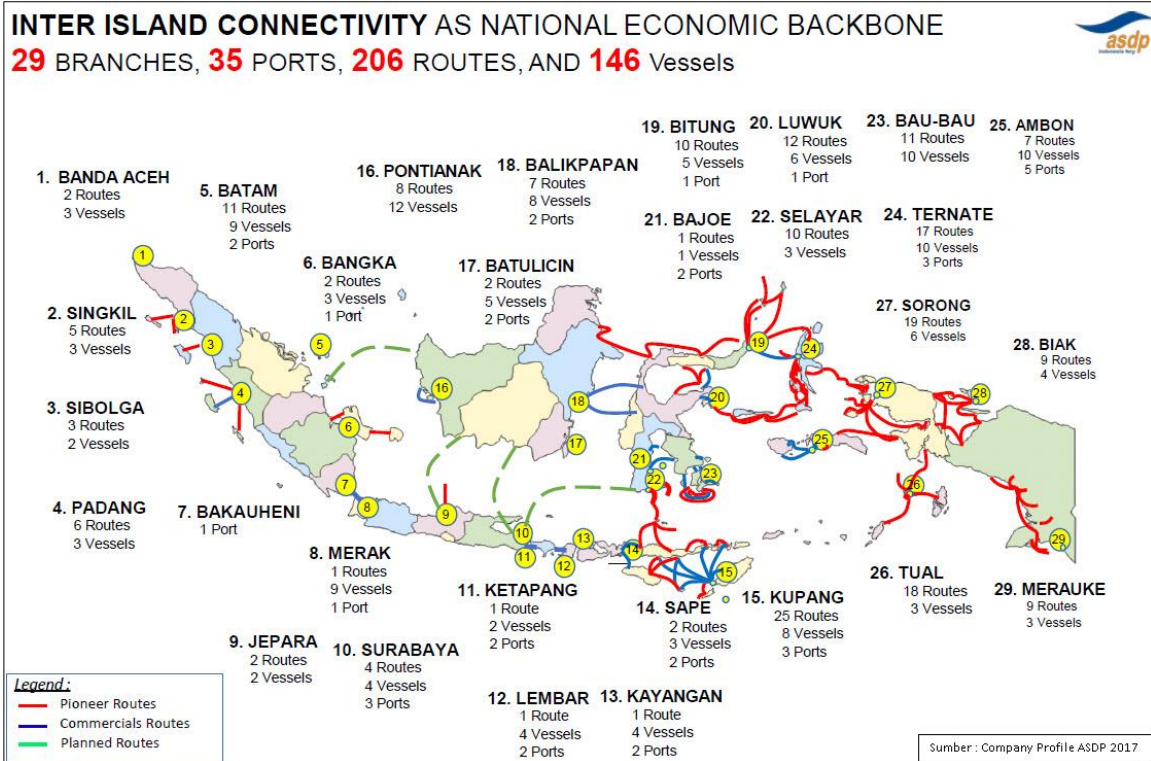 INTER ISLAND CONNECTIVITY AS NATIONAL ECONOMIC BACKBONE
29 BRANCHES, 35 PORTS, 206 ROUTES, AND 146 Vessels
asdp
Indonesia ferry
1. BANDA ACEH
2 Routes
3 Vessels
2. SINGKIL
5 Routes
3 Vessels
3. SIBOLGA
3 Routes
2 Vessels
4. PADANG
6 Routes
3 Vessels
5. BATAM
11 Routes
9 Vessels
2 Ports
6. BANGKA
2 Routes
3 Vessels
1 Port
7. BAKAUHENI
1 Port
8. MERAK
1 Routes
9 Vessels
1 Port
9. JEPARA
2 Routes
2 Vessels
10. SURABAYA
4 Routes
4 Vessels
3 Ports
11. KETAPANG
1 Route
2 Vessels
2 Ports
12. LEMBAR
1 Route
4 Vessels
2 Ports
13. KAYANGAN
1 Route
4 Vessels
2 Ports
14. SAPE
2 Routes
3 Vessels
2 Ports
15. KUPANG
25 Routes
8 Vessels
3 Ports
16. PONTIANAK
8 Routes
12 Vessels
17. BATULICIN
2 Routes
5 Vessels
2 Ports
18. BALIKPAPAN
7 Routes
8 Vessels
2 Ports
19. BITUNG
10 Routes
5 Vessels
1 Port
20. LUWUK
12 Routes
6 Vessels
1 Port
21. BAJOE
1 Routes
1 Vessels
2 Ports
22. SELAYAR
10 Routes
3 Vessels
23. BAU-BAU
11 Routes
10 Vessels
24. TERNATE
17 Routes
10 Vessels
3 Ports
25. AMBON
7 Routes
10 Vessels
5 Ports
26. TUAL
18 Routes
3 Vessels
27. SORONG
19 Routes
6 Vessels
28. BIAK
9 Routes
4 Vessels
29. MERAUKE
9 Routes
3 Vessels
1
2
3
4
5
6
7
8
9
10
11
12
13
14
15
16
17
18
19
20
21
22
23
24
25
26
27
28
29
Legend :
Pioneer Routes
Commercials Routes
Planned Routes
Sumber : Company Profile ASDP 2017